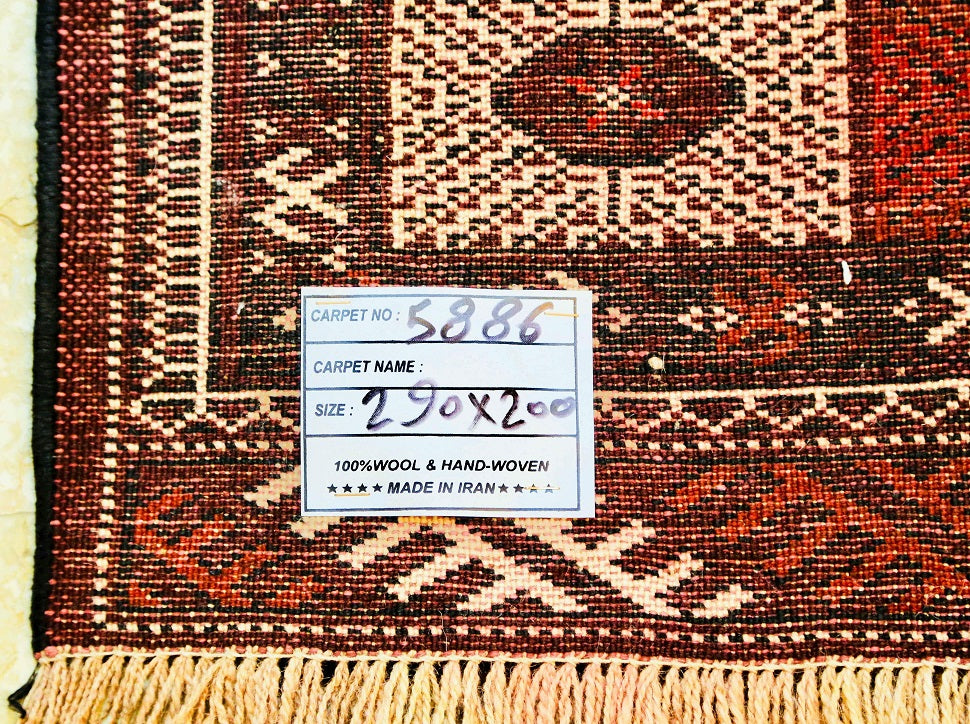 CARPET NO : 5886
CARPET NAME :
SIZE : 290X200
100%WOOL & HAND-WOVEN
★★★★ MADE IN IRAN★★★★